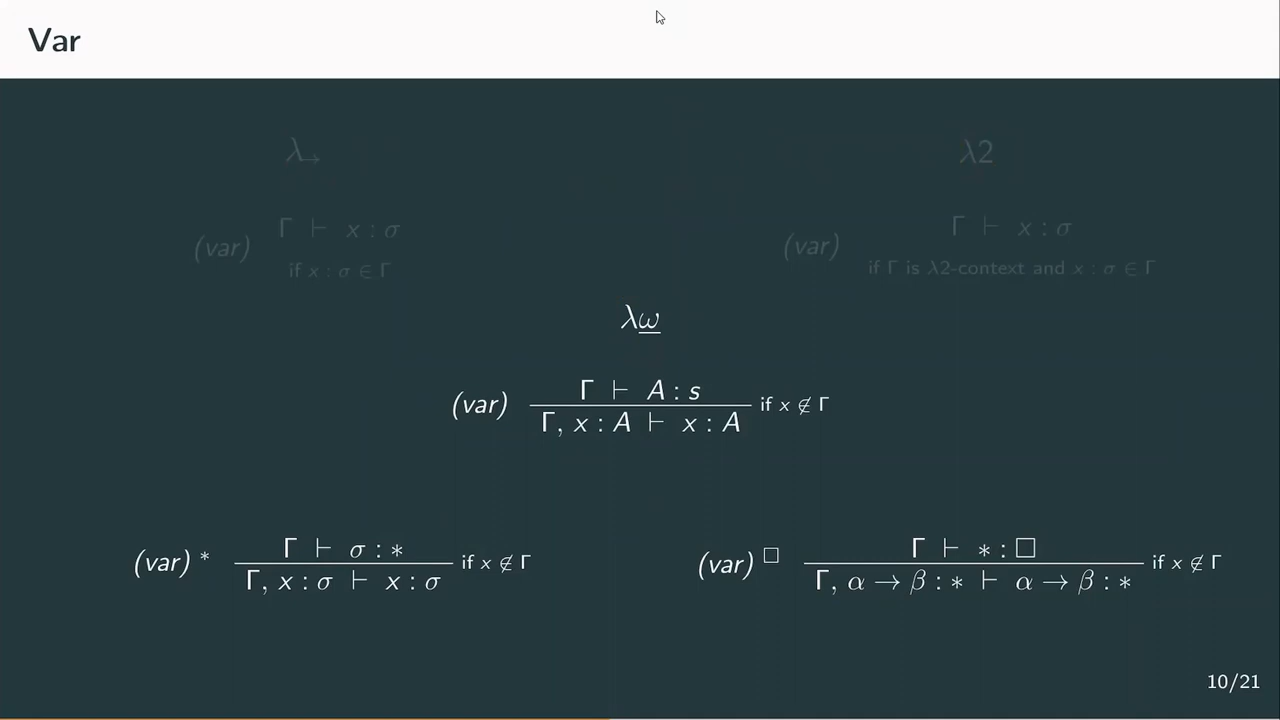 Var
λ→ λ2
(var) Γ ⊢ x : σ (var) Γ ⊢ x : σ
if x : σ ∈ Γ if Γ is λ2-context and x : σ ∈ Γ
λω̲
(var) Γ ⊢ A : s if x ∉ Γ
Γ, x : A ⊢ x : A
(var) * Γ ⊢ σ : * if x ∉ Γ (var) □ Γ ⊢ * : □ if x ∉ Γ
Γ, x : σ ⊢ x : σ Γ, α → β : * ⊢ α → β : *
10/21